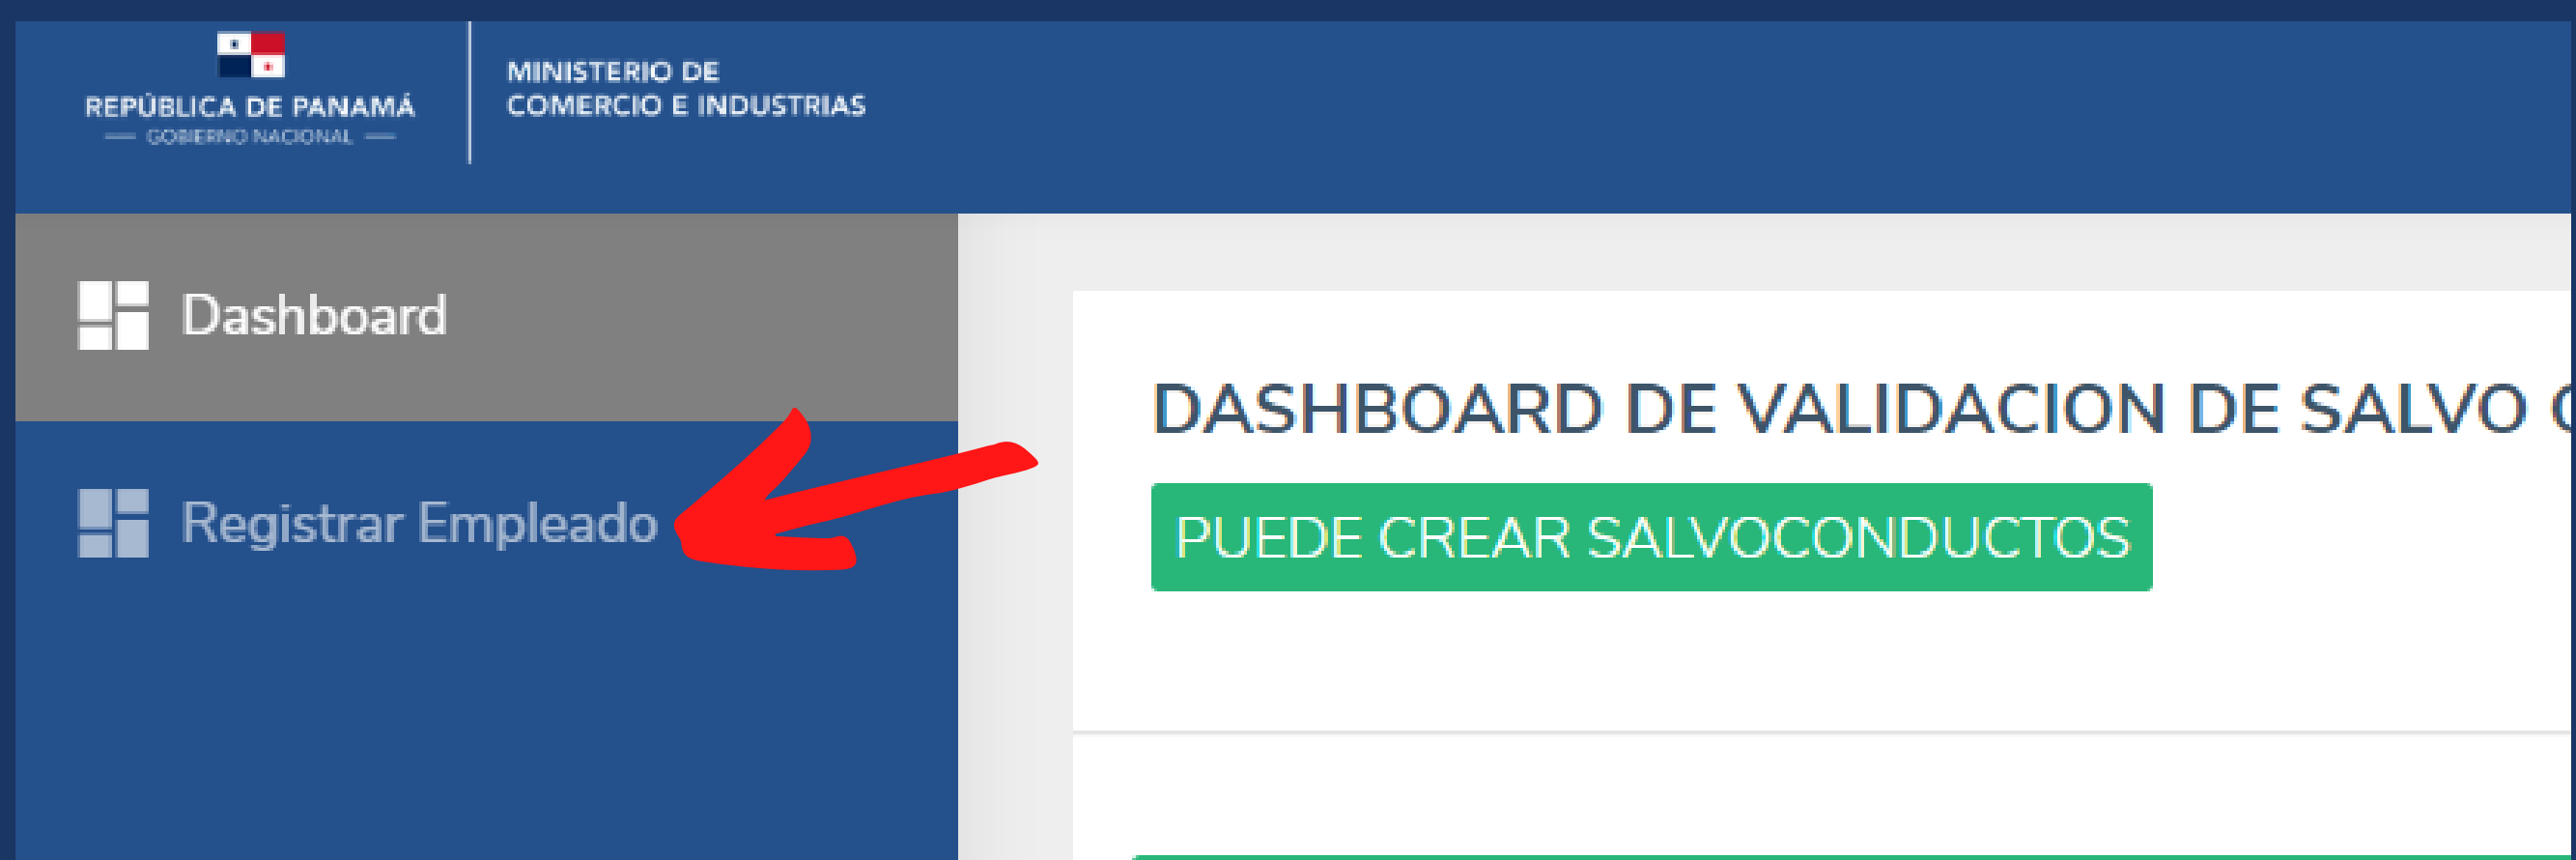 REPÚBLICA DE PANAMÁ
GOBIERNO NACIONAL
MINISTERIO DE
COMERCIO E INDUSTRIAS
Dashboard
Registrar Empleado
DASHBOARD DE VALIDACION DE SALVO
PUEDE CREAR SALVOCONDUCTOS